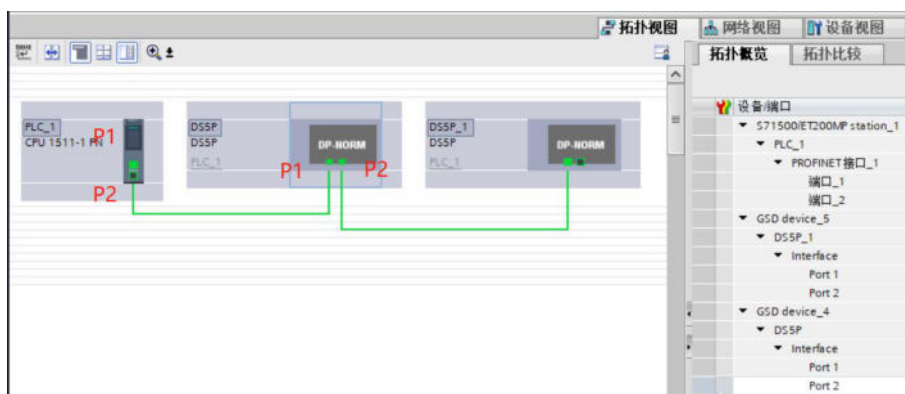 拓扑视图
网络视图
设备视图
拓扑概览
拓扑比较
PLC_1
CPU 1511-1 PN
P1
P2
DS5P
DS5P
PLC_1
DP-NORM
P1
P2
DS5P_1
DS5P
PLC_1
DP-NORM
设备/端口
S71500/ET200MP station_1
PLC_1
PROFINET接口_1
端口_1
端口_2
GSD device_5
DS5P_1
Interface
Port 1
Port 2
GSD device_4
DS5P
Interface
Port 1
Port 2